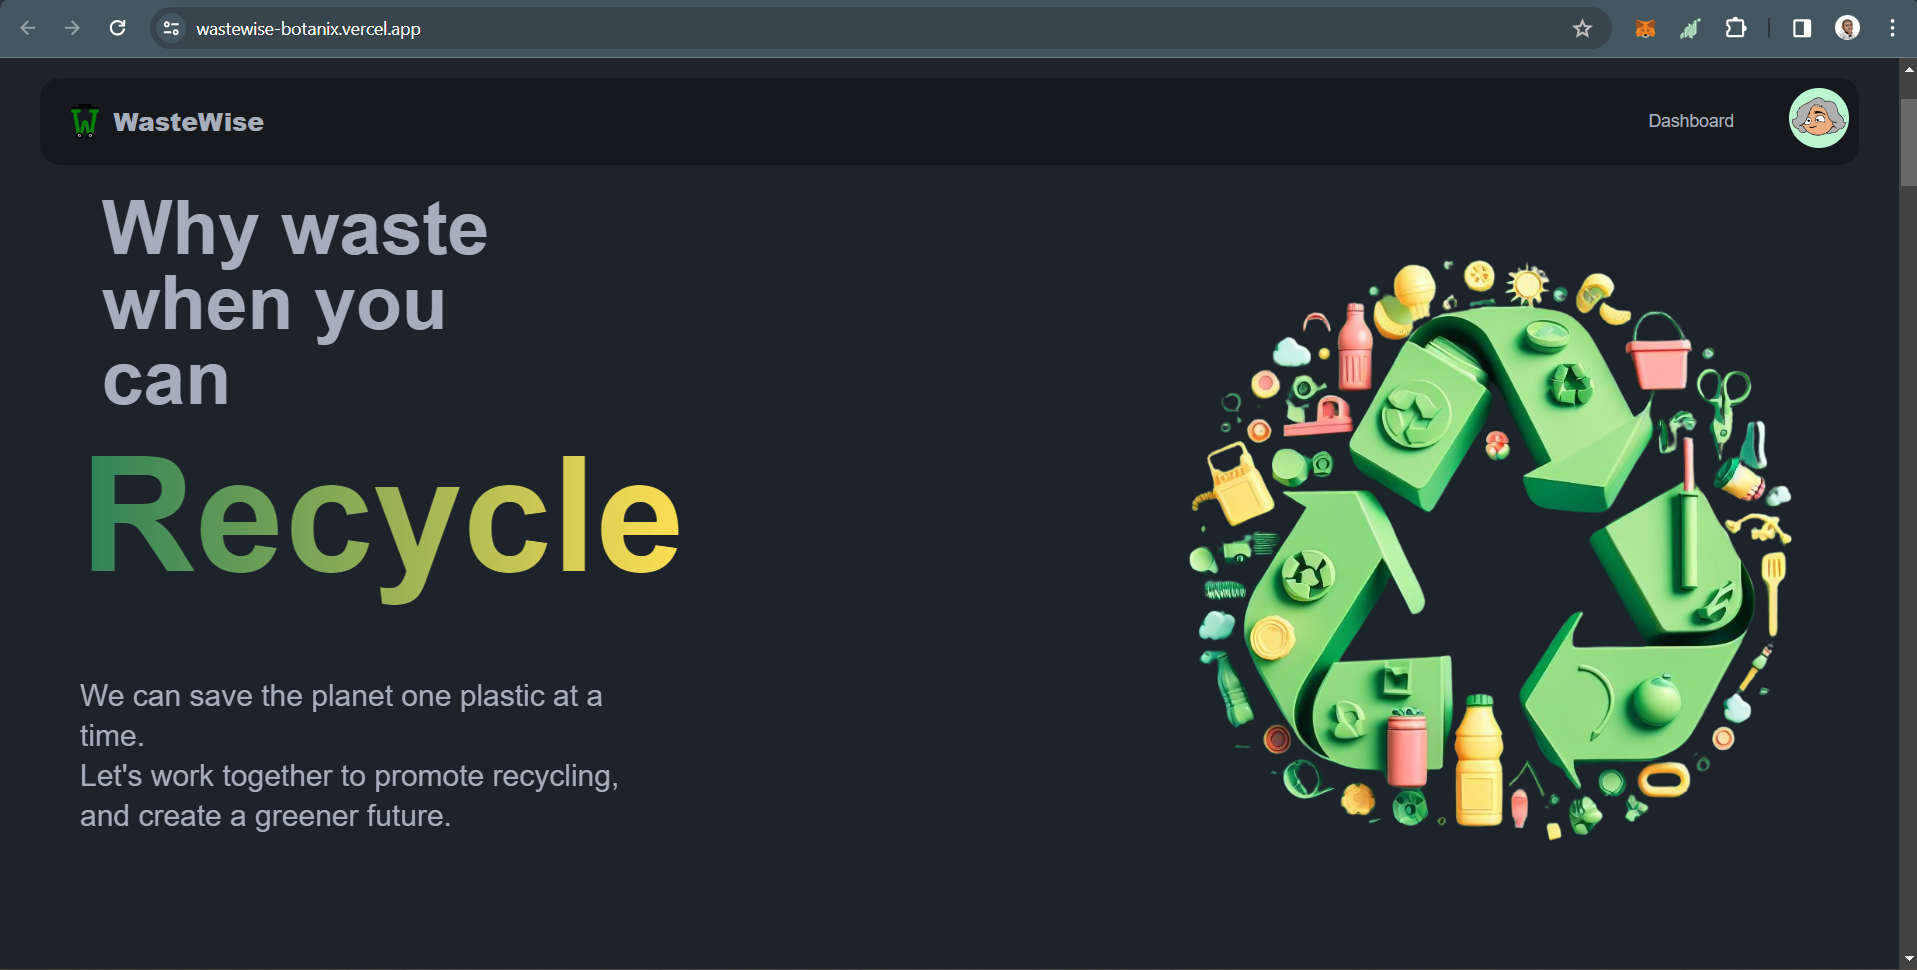 wastewise-botanix.vercel.app
WasteWise
Dashboard
Why waste
when you
can
Recycle
We can save the planet one plastic at a
time.
Let's work together to promote recycling,
and create a greener future.